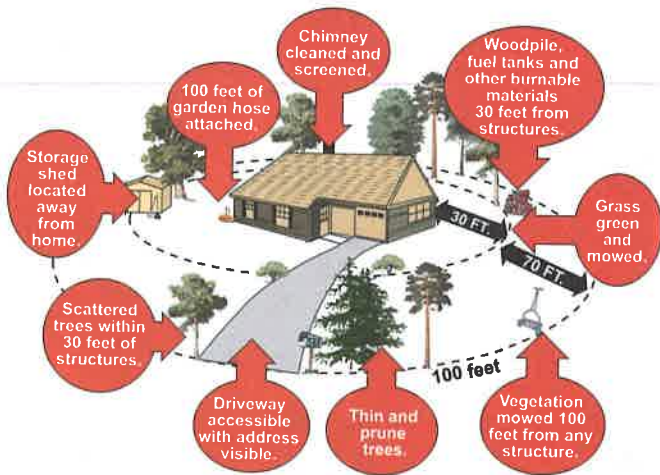 Chimney
cleaned and
screened.
Woodpile,
fuel tanks and
other burnable
materials
30 feet from
structures.
100 feet of
garden hose
attached.
Storage
shed
located
away
from
home.
Grass
green
and
mowed.
30 FT.
70 FT.
Scattered
trees within
30 feet of
structures.
100 feet
Driveway
accessible
with address
visible.
Thin and
prune
trees.
Vegetation
mowed 100
feet from any
structure.